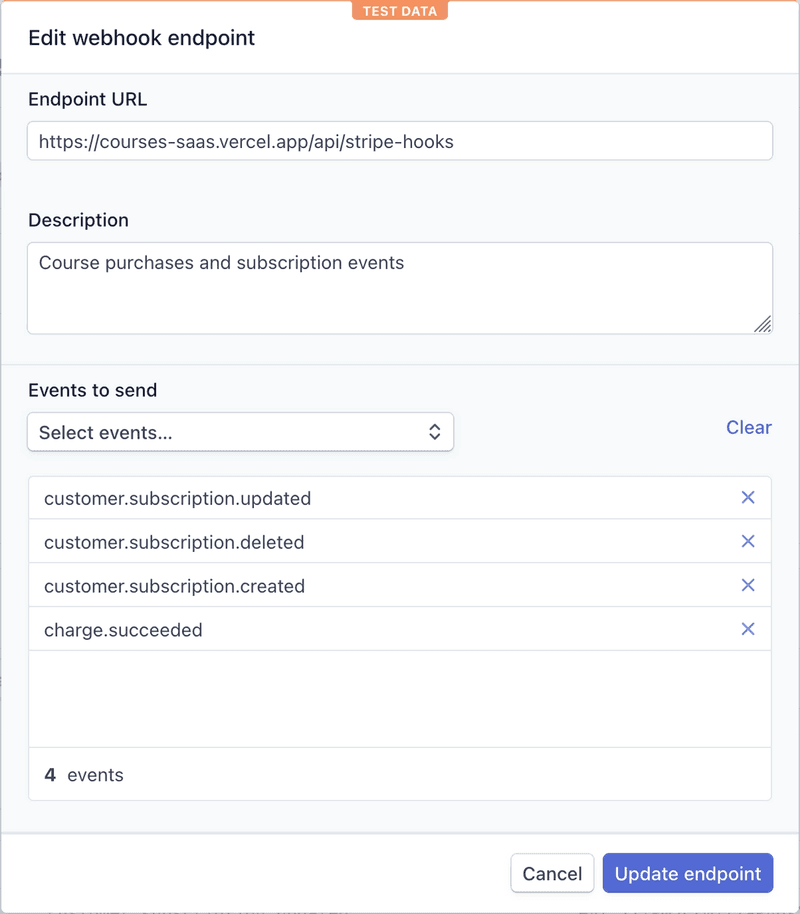 TEST DATA
Edit webhook endpoint
Endpoint URL
https://courses-saas.vercel.app/api/stripe-hooks
Description
Course purchases and subscription events
Events to send
Select events...
Clear
customer.subscription.updated
customer.subscription.deleted
customer.subscription.created
charge.succeeded
4 events
Cancel
Update endpoint